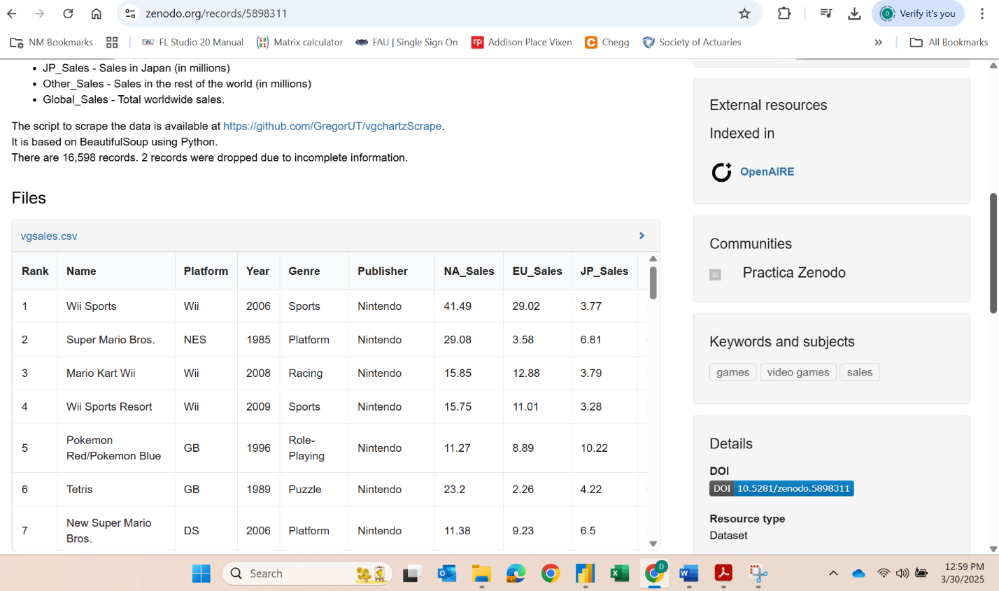 zenodo.org/records/5898311
Verify it's you
NM Bookmarks
FAU FL Studio 20 Manual
Matrix calculator
FAU | Single Sign On
rp Addison Place Vixen
C Chegg
Society of Actuaries
»
All Bookmarks
• JP_Sales - Sales in Japan (in millions)
• Other_Sales - Sales in the rest of the world (in millions)
• Global_Sales - Total worldwide sales.
The script to scrape the data is available at https://github.com/GregorUT/vgchartzScrape.
It is based on BeautifulSoup using Python.
There are 16,598 records. 2 records were dropped due to incomplete information.
Files
vgsales.csv
Rank Name Platform Year Genre Publisher NA_Sales EU_Sales JP_Sales
1 Wii Sports Wii 2006 Sports Nintendo 41.49 29.02 3.77
2 Super Mario Bros. NES 1985 Platform Nintendo 29.08 3.58 6.81
3 Mario Kart Wii Wii 2008 Racing Nintendo 15.85 12.88 3.79
4 Wii Sports Resort Wii 2009 Sports Nintendo 15.75 11.01 3.28
5 Pokemon Red/Pokemon Blue GB 1996 Role-Playing Nintendo 11.27 8.89 10.22
6 Tetris GB 1989 Puzzle Nintendo 23.2 2.26 4.22
7 New Super Mario Bros. DS 2006 Platform Nintendo 11.38 9.23 6.5
External resources
Indexed in
OpenAIRE
Communities
Practica Zenodo
Keywords and subjects
games video games sales
Details
DOI
DOI 10.5281/zenodo.5898311
Resource type
Dataset
Search
12:59 PM
3/30/2025